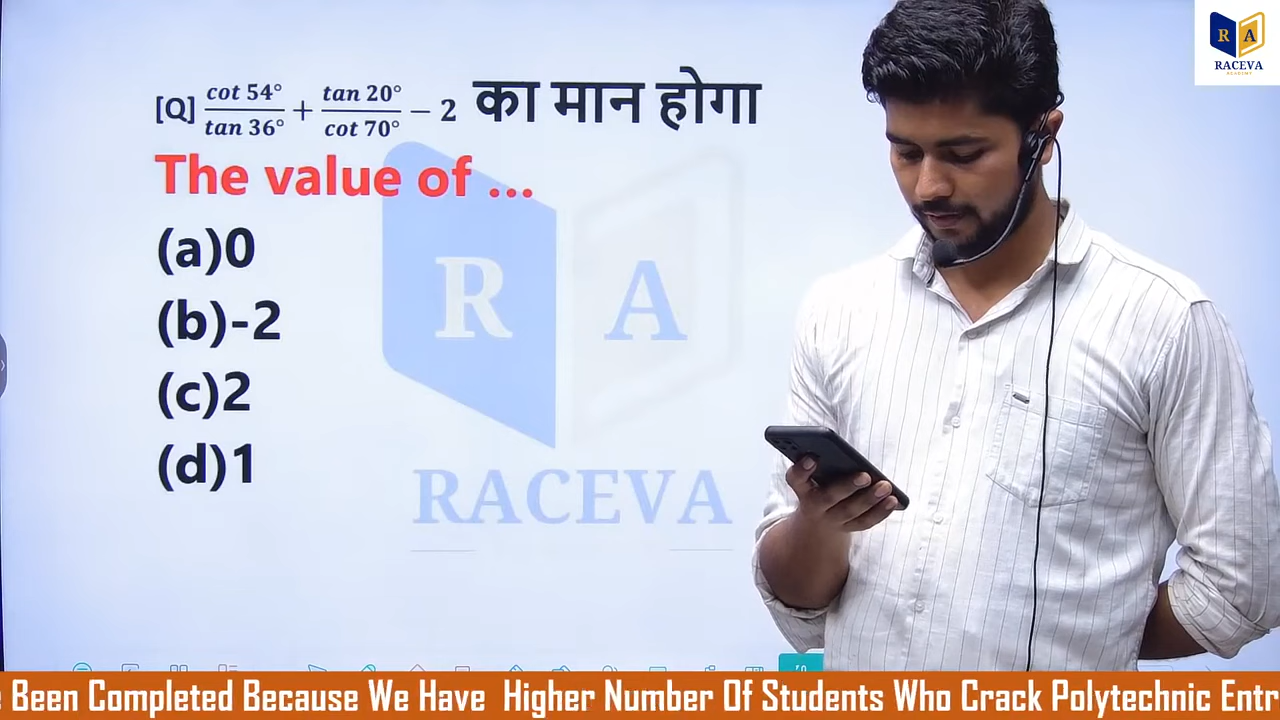 [Q] cot 54° / tan 36° + tan 20° / cot 70° − 2 का मान होगा
The value of ...
(a)0
(b)-2
(c)2
(d)1
R A
RACEVA
R A
RACEVA
ACADEMY
Been Completed Because We Have Higher Number Of Students Who Crack Polytechnic